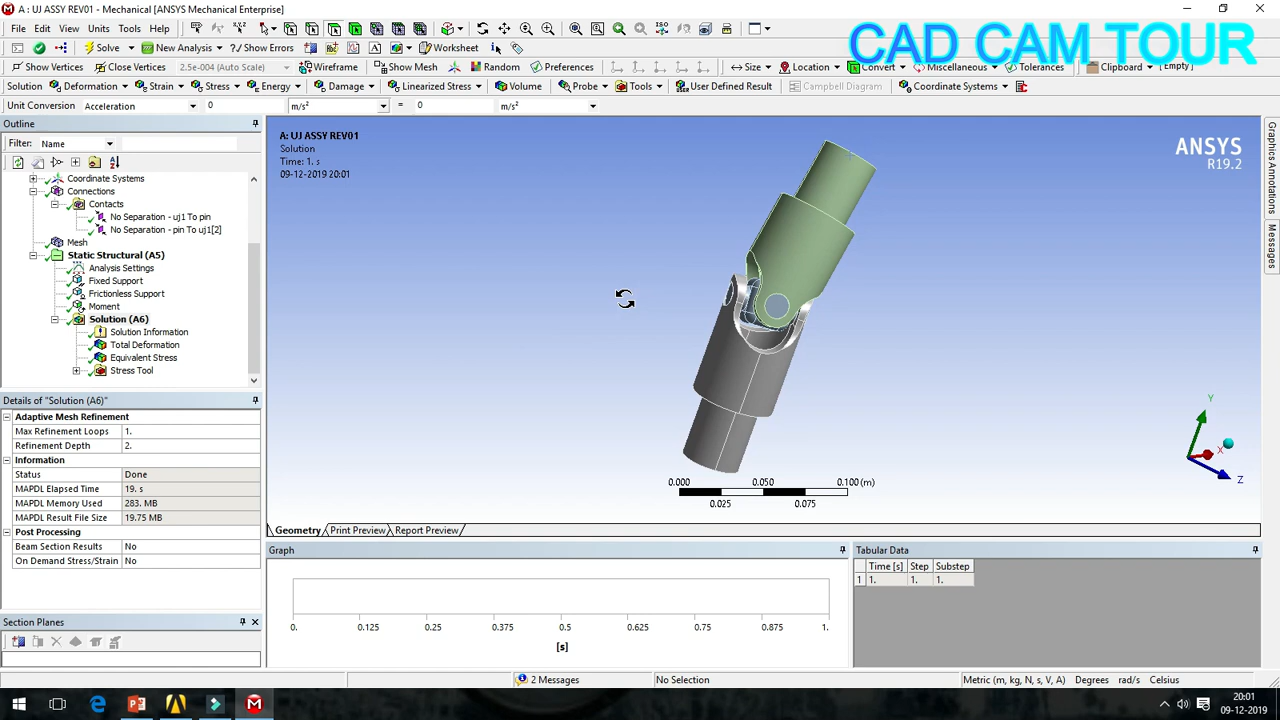 A : UJ ASSY REV01 - Mechanical [ANSYS Mechanical Enterprise]
File Edit View Units Tools Help
Solve New Analysis Show Errors Worksheet
CAD CAM TOUR
Show Vertices Close Vertices 2.5e-004 (Auto Scale) Wireframe Show Mesh Random Preferences Size Location Convert Miscellaneous Tolerances Clipboard [Empty]
Solution Deformation Strain Stress Energy Damage Linearized Stress Volume Probe Tools User Defined Result Campbell Diagram Coordinate Systems
Unit Conversion Acceleration 0 m/s² = 0 m/s²
Outline
Filter: Name
Coordinate Systems
Connections
Contacts
No Separation - uj1 To pin
No Separation - pin To uj1[2]
Mesh
Static Structural (A5)
Analysis Settings
Fixed Support
Frictionless Support
Moment
Solution (A6)
Solution Information
Total Deformation
Equivalent Stress
Stress Tool
Details of "Solution (A6)"
Adaptive Mesh Refinement
Max Refinement Loops 1.
Refinement Depth 2.
Information
Status Done
MAPDL Elapsed Time 19. s
MAPDL Memory Used 283. MB
MAPDL Result File Size 19.75 MB
Post Processing
Beam Section Results No
On Demand Stress/Strain No
Section Planes
A: UJ ASSY REV01
Solution
Time: 1. s
09-12-2019 20:01
ANSYS
R19.2
Y
X
Z
0.000 0.050 0.100 (m)
0.025 0.075
Geometry Print Preview Report Preview
Graph
0. 0.125 0.25 0.375 0.5 0.625 0.75 0.875 1.
[s]
Tabular Data
Time [s] Step Substep
1 1. 1. 1.
Graphics Annotations
Messages
2 Messages No Selection Metric (m, kg, N, s, V, A) Degrees rad/s Celsius
20:01
09-12-2019